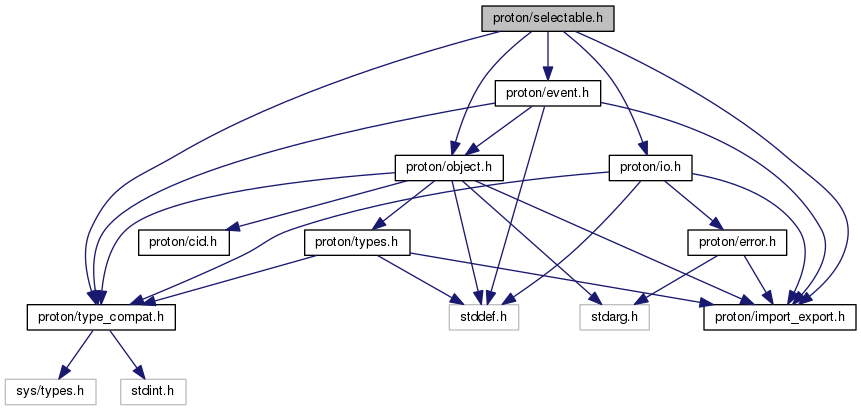 proton/selectable.h
proton/event.h
proton/object.h
proton/io.h
proton/cid.h
proton/types.h
proton/error.h
proton/type_compat.h
stddef.h
stdarg.h
proton/import_export.h
sys/types.h
stdint.h